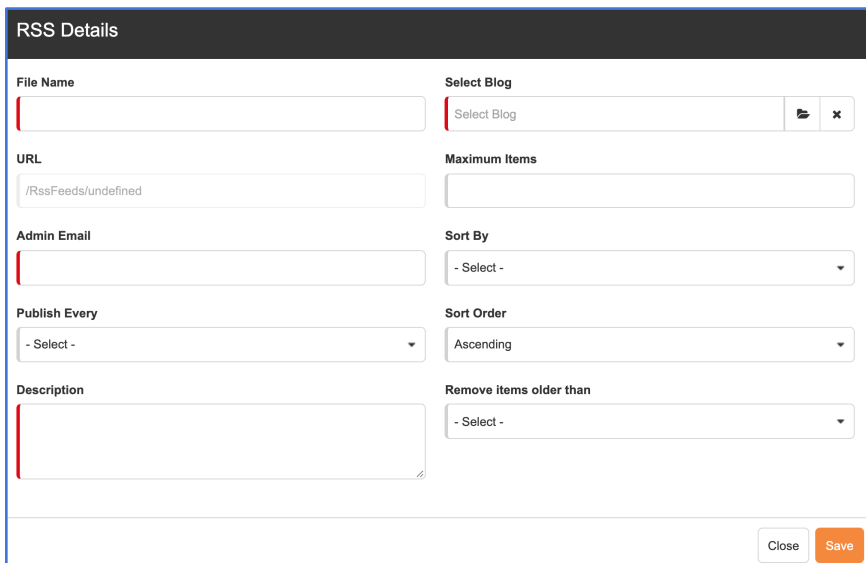 RSS Details
File Name
Select Blog
Select Blog
URL
Maximum Items
/RssFeeds/undefined
Admin Email
Sort By
- Select -
Publish Every
Sort Order
- Select -
Ascending
Description
Remove items older than
- Select -
Close
Save